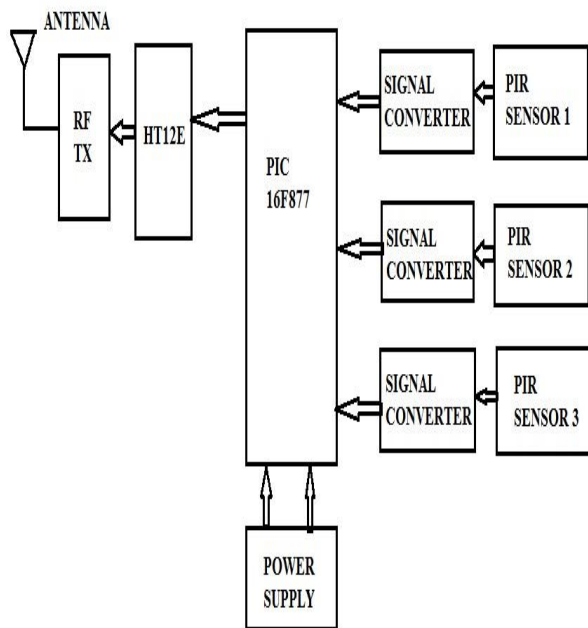 ANTENNA
RF
TX
HT12E
PIC
16F877
SIGNAL
CONVERTER
PIR
SENSOR 1
SIGNAL
CONVERTER
PIR
SENSOR 2
SIGNAL
CONVERTER
PIR
SENSOR 3
POWER
SUPPLY